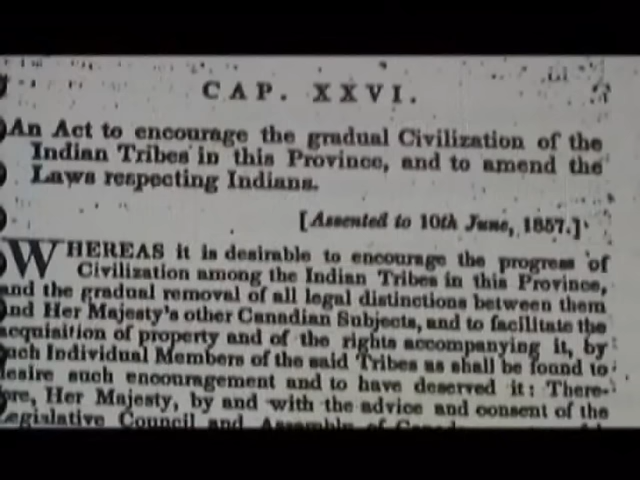 CAP. XXVI.
An Act to encourage the gradual Civilization of the
Indian Tribes in this Province, and to amend the
Laws respecting Indians.
[Assented to 10th June, 1857.]
WHEREAS it is desirable to encourage the progress of
Civilization among the Indian Tribes in this Province,
and the gradual removal of all legal distinctions between them
and Her Majesty's other Canadian Subjects, and to facilitate the
acquisition of property and of the rights accompanying it, by
such Individual Members of the said Tribes as shall be found to
desire such encouragement and to have deserved it: There-
fore, Her Majesty, by and with the advice and consent of the
Legislative Council and Assembly of